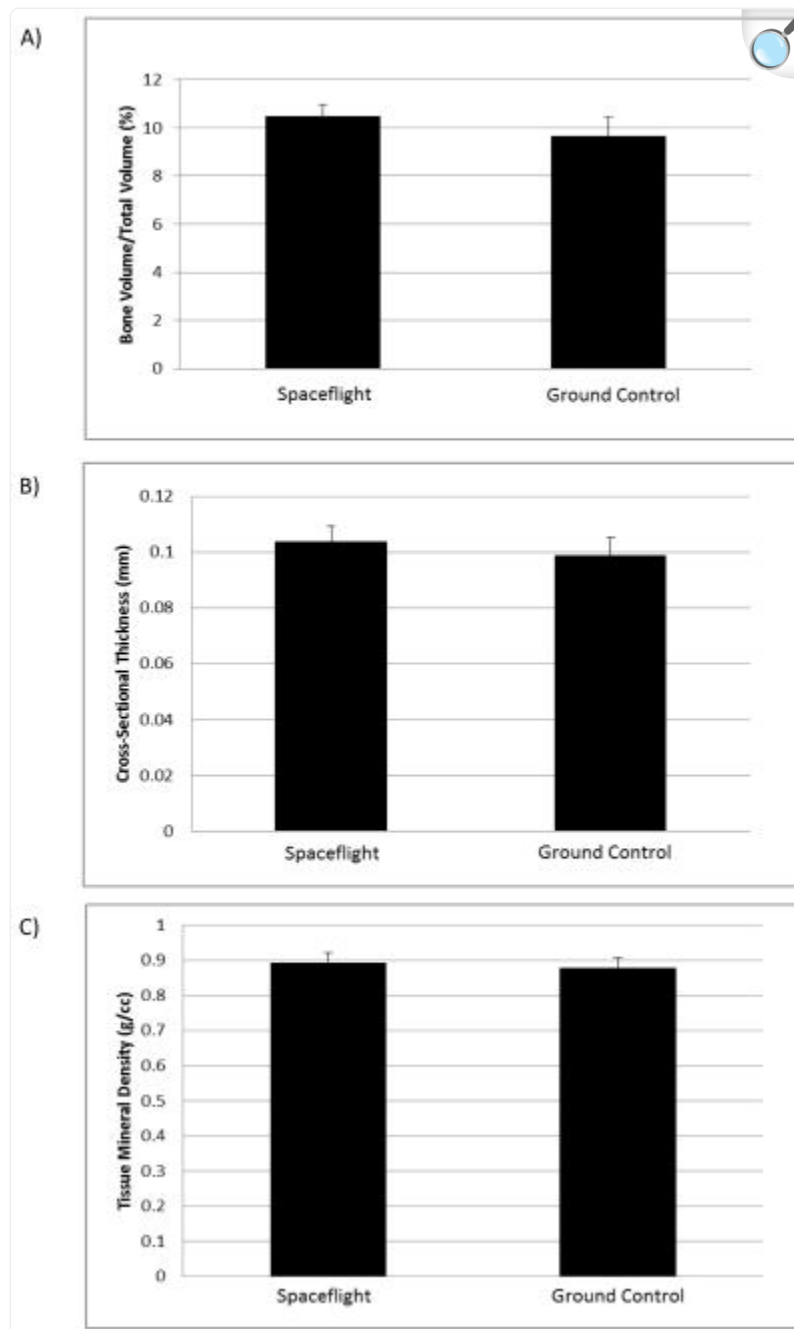 A)
Bone Volume/Total Volume (%)
12
10
8
6
4
2
0
Spaceflight Ground Control
B)
Cross-Sectional Thickness (mm)
0.12
0.1
0.08
0.06
0.04
0.02
0
Spaceflight Ground Control
C)
Tissue Mineral Density (g/cc)
1
0.9
0.8
0.7
0.6
0.5
0.4
0.3
0.2
0.1
0
Spaceflight Ground Control